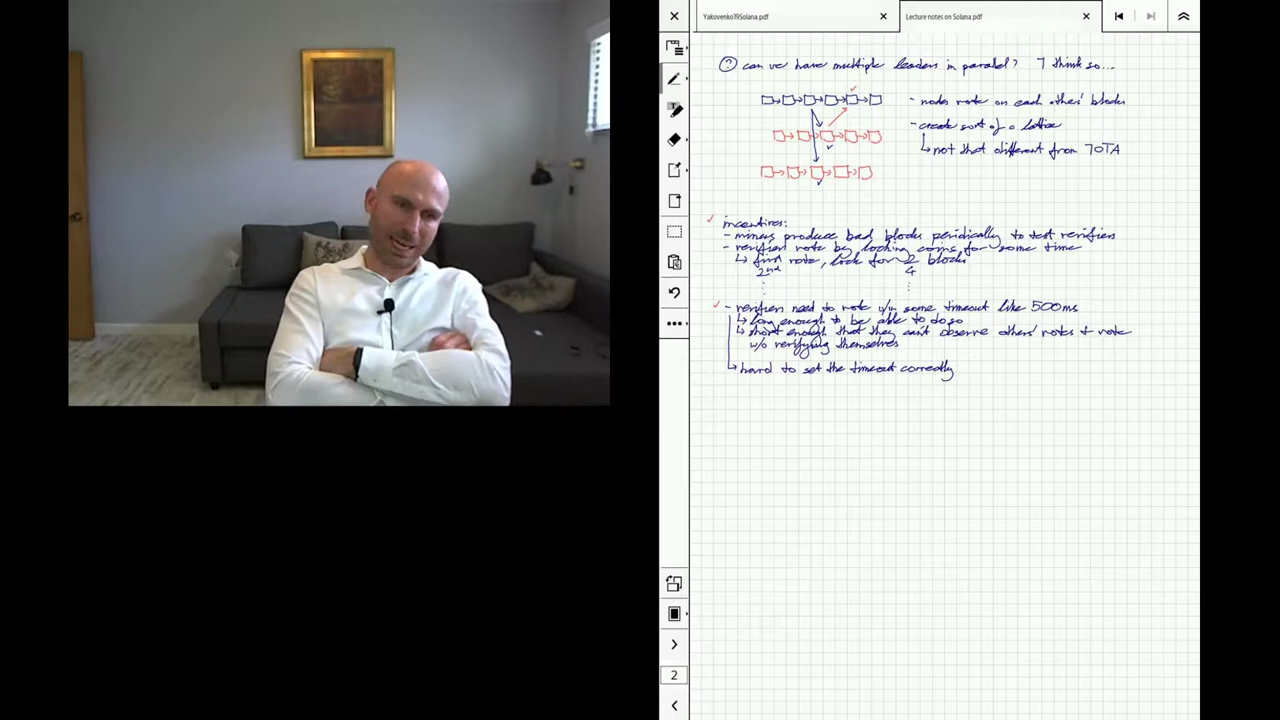 Yakovenko19Solana.pdf
Lecture notes on Solana.pdf
? can we have multiple leaders in parallel? I think so...
- nodes vote on each others' blocks
- create sort of a lattice
↳ not that different from IOTA
✓ incentives:
- miners produce bad blocks periodically to test verifiers
- verifiers vote by locking coins for some time
↳ first vote, lock for 2 blocks
2nd 4
⋮ ⋮
✓ - verifiers need to vote w/in some timeout like 500ms
↳ long enough to be able to do so
↳ short enough that they can't observe others' votes & vote
w/o verifying themselves
↳ hard to set the timeout correctly
2